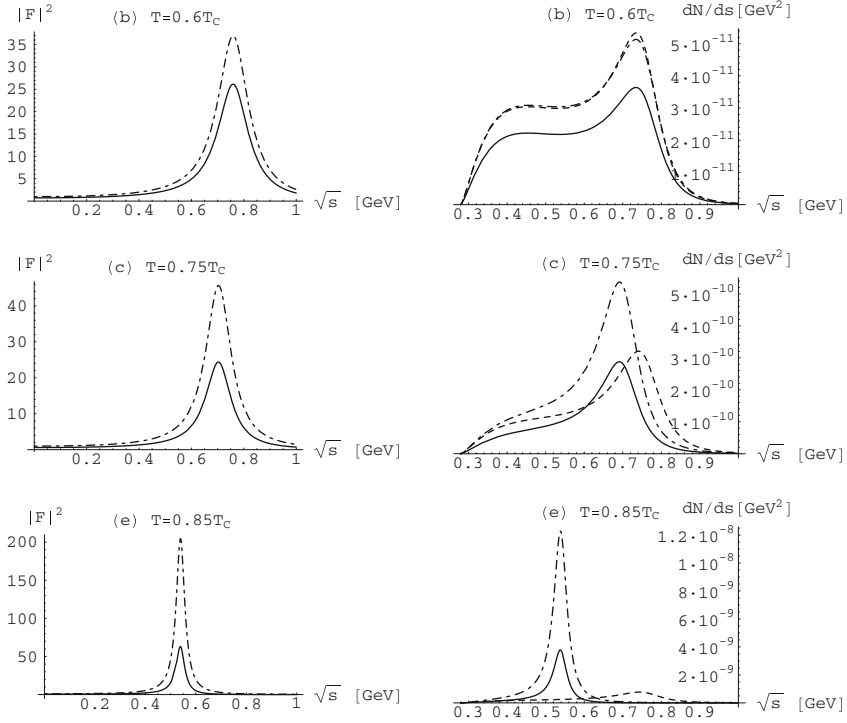 |F|²
(b) T=0.6T_C
35
30
25
20
15
10
5
0.2 0.4 0.6 0.8 1
√s [GeV]
(b) T=0.6T_C
dN/ds[GeV²]
5·10⁻¹¹
4·10⁻¹¹
3·10⁻¹¹
2·10⁻¹¹
·10⁻¹¹
0.3 0.4 0.5 0.6 0.7 0.8 0.9
√s [GeV]
|F|²
(c) T=0.75T_C
40
30
20
10
0.2 0.4 0.6 0.8 1
√s [GeV]
(c) T=0.75T_C
dN/ds[GeV²]
5·10⁻¹⁰
4·10⁻¹⁰
3·10⁻¹⁰
2·10⁻¹⁰
1·10⁻¹⁰
0.3 0.4 0.5 0.6 0.7 0.8 0.9
√s [GeV]
|F|²
(e) T=0.85T_C
200
150
100
50
0.2 0.4 0.6 0.8 1
√s [GeV]
(e) T=0.85T_C
dN/ds[GeV²]
1.2·10⁻⁸
1·10⁻⁸
8·10⁻⁹
6·10⁻⁹
4·10⁻⁹
2·10⁻⁹
0.3 0.4 0.5 0.6 0.7 0.8 0.9
√s [GeV]